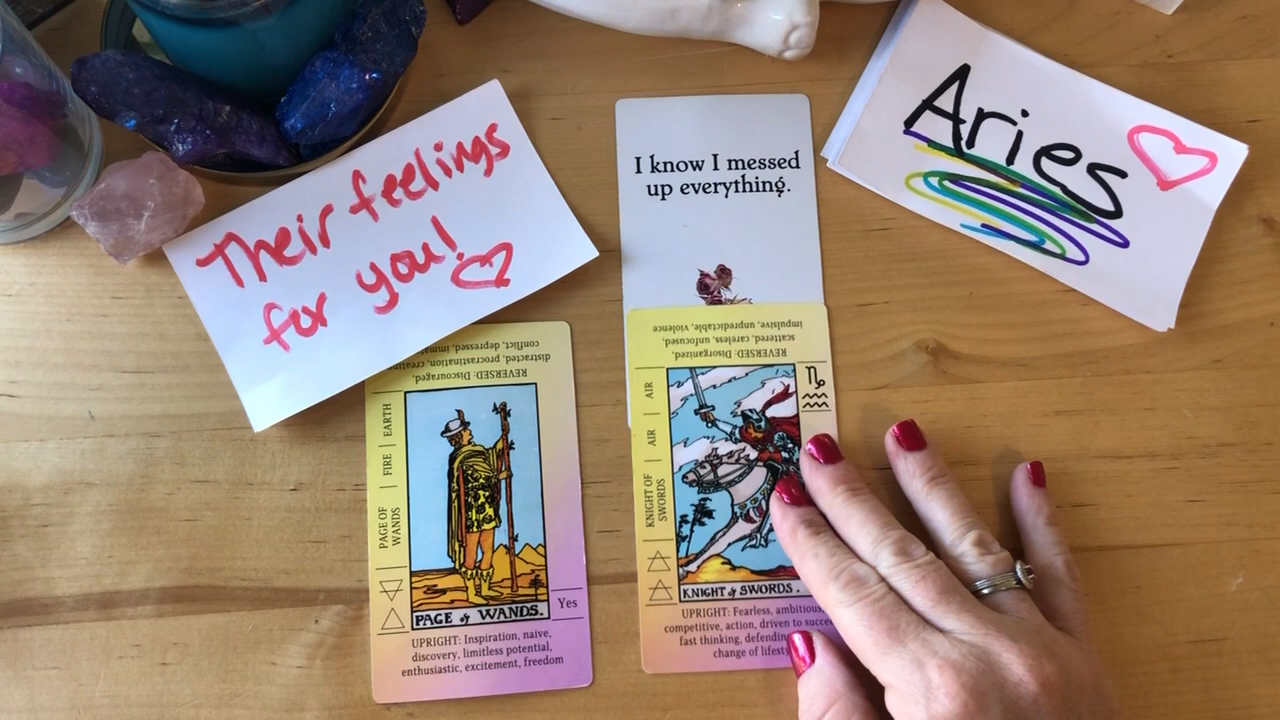 Their feelings
for you!
I know I messed
up everything.
Aries
conflict, depressed,
distracted, procrastination, creating
REVERSED: Discouraged.
EARTH
FIRE
PAGE OF
WANDS
PAGE of WANDS.
Yes
UPRIGHT: Inspiration, naive,
discovery, limitless potential,
enthusiastic, excitement, freedom
impulsive, unpredictable, violence
scattered, careless, unfocused,
REVERSED: Disorganized.
AIR
AIR
KNIGHT OF
SWORDS
KNIGHT of SWORDS.
UPRIGHT: Fearless, ambitious,
competitive, action, driven to
fast thinking,
change of